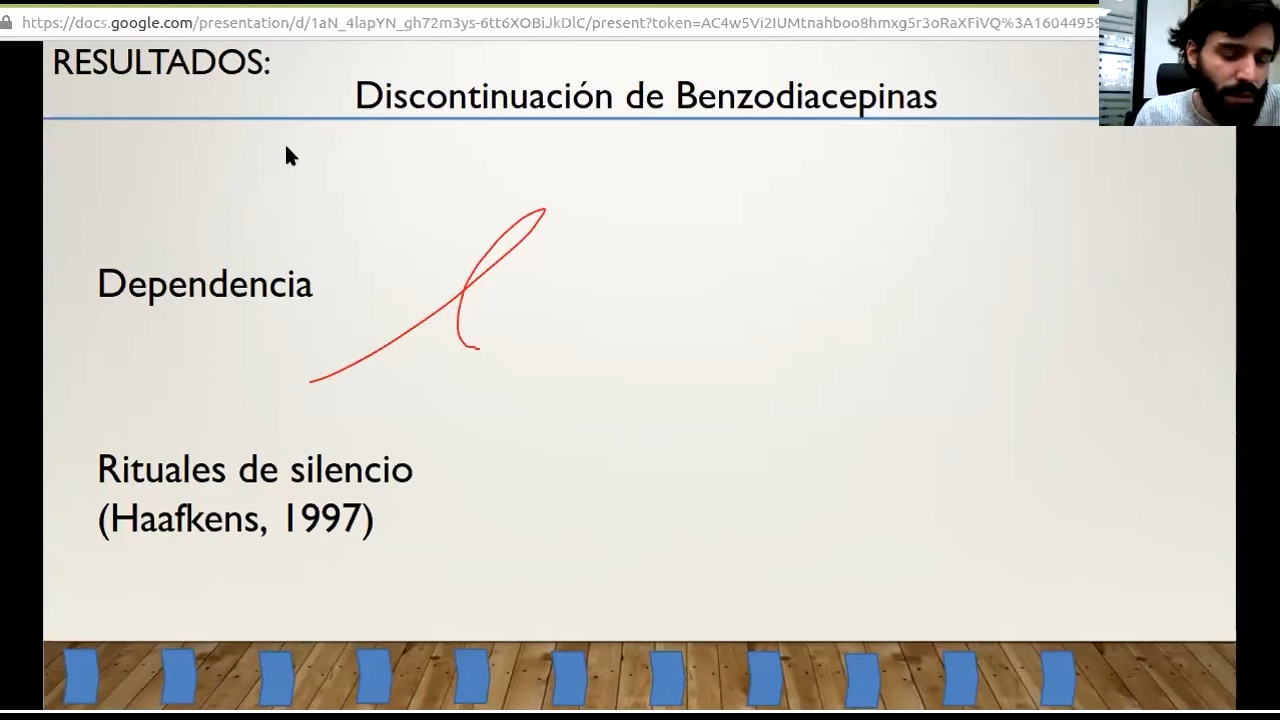 https://docs.google.com/presentation/d/1aN_4lapYN_gh72m3ys-6tt6XOBiJkDlC/present?token=AC4w5Vi2IUMtnahboo8hmxg5r3oRaXFiVQ%3A16044959
RESULTADOS:
Discontinuación de Benzodiacepinas
Dependencia
Rituales de silencio
(Haafkens, 1997)